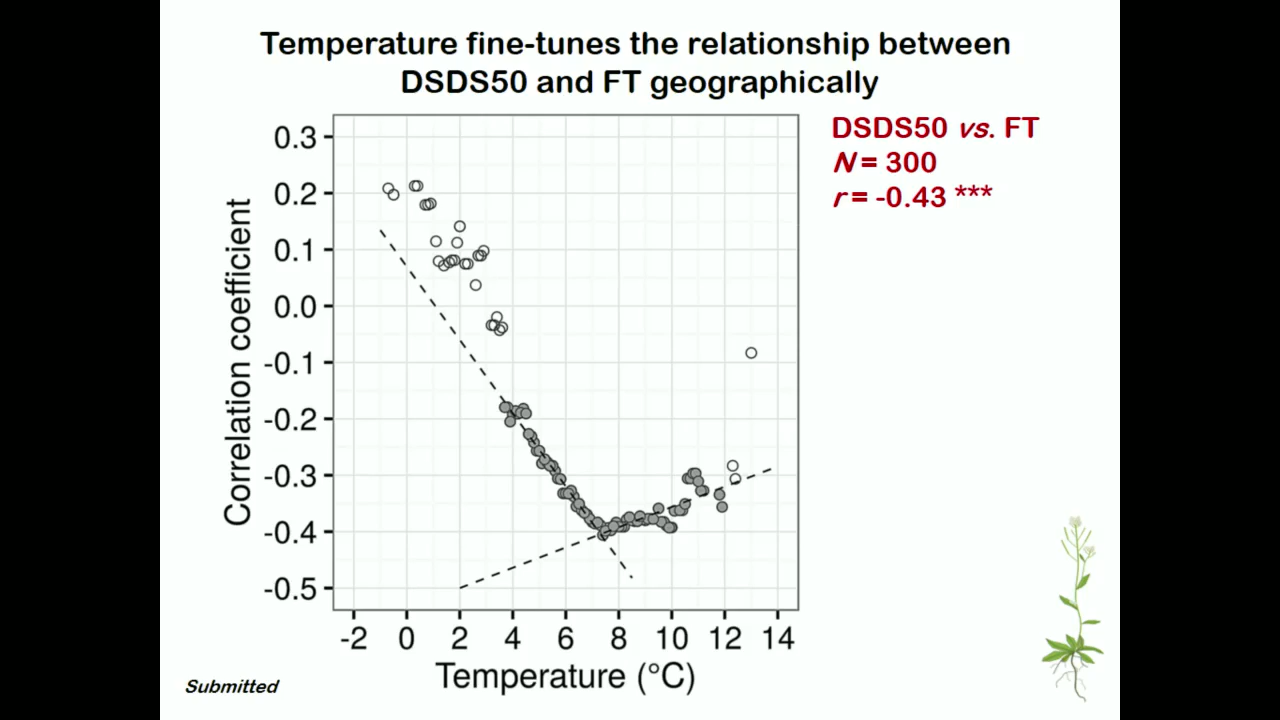 Temperature fine-tunes the relationship between
DSDS50 and FT geographically
DSDS50 vs. FT
N = 300
r = -0.43 ***
Correlation coefficient
0.3
0.2
0.1
0.0
-0.1
-0.2
-0.3
-0.4
-0.5
-2 0 2 4 6 8 10 12 14
Temperature (°C)
Submitted